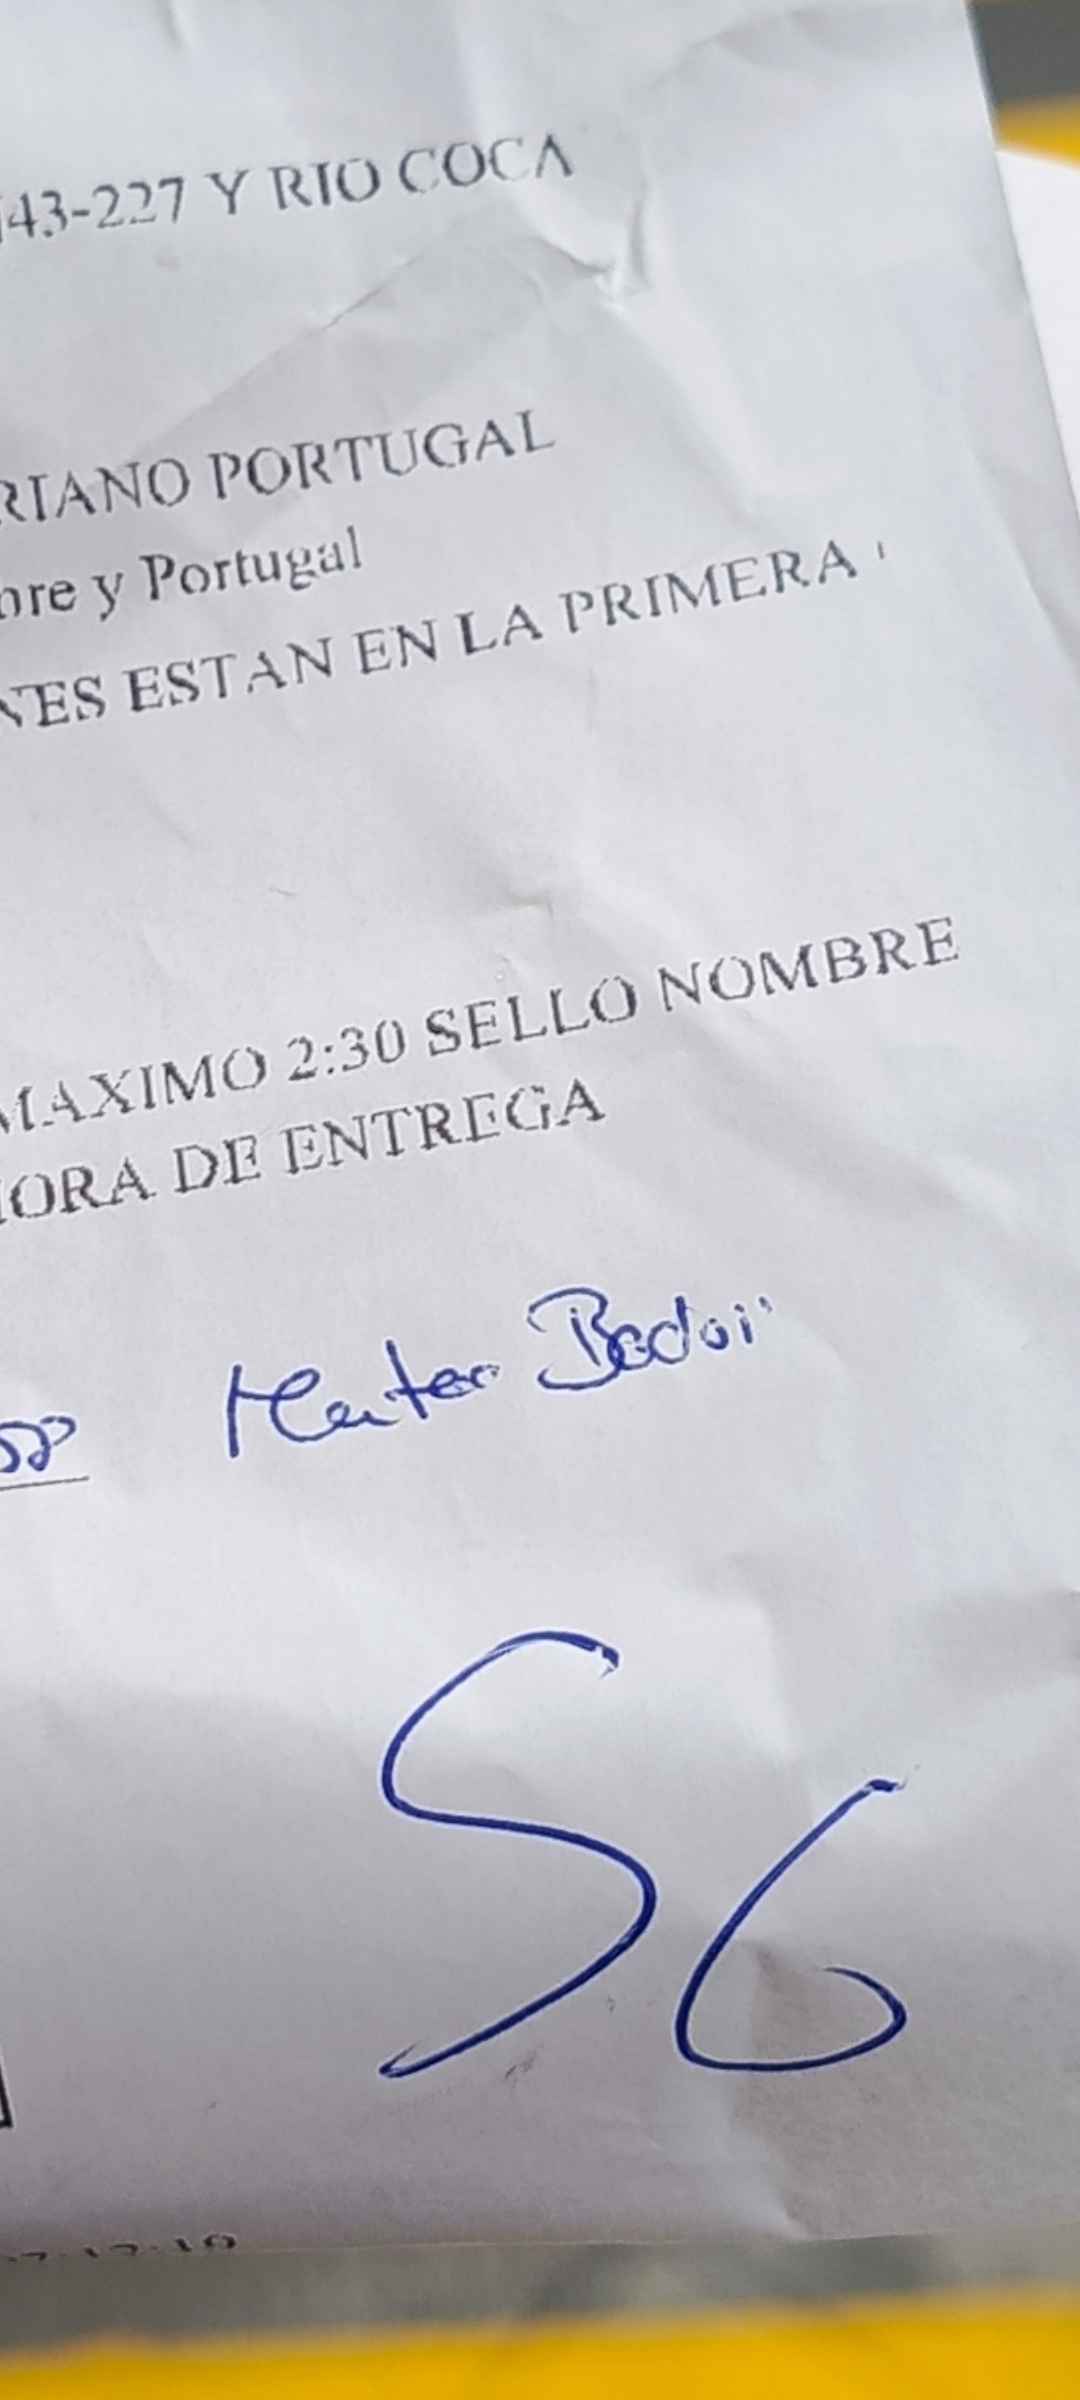 43-227 Y RIO COCA
RIANO PORTUGAL
bre y Portugal
NES ESTAN EN LA PRIMERA
MAXIMO 2:30 SELLO NOMBRE
HORA DE ENTREGA
56